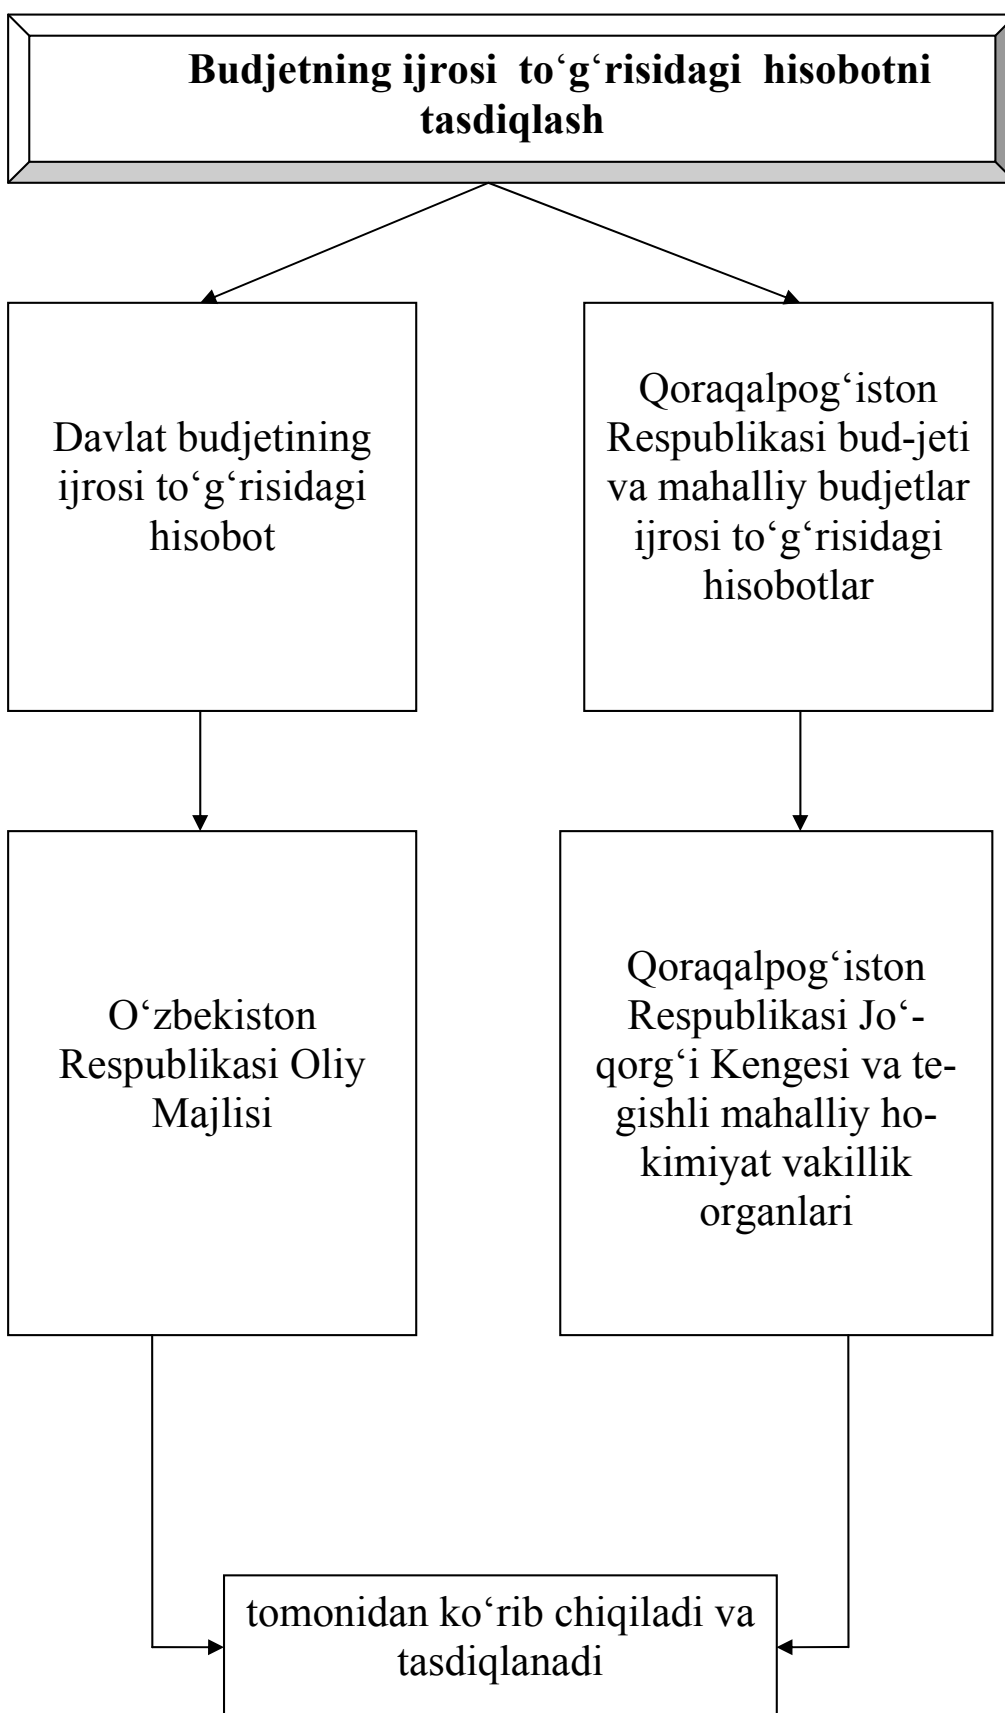 Budjetning ijrosi to‘g‘risidagi hisobotni
tasdiqlash
Davlat budjetining
ijrosi to‘g‘risidagi
hisobot
Qoraqalpog‘iston
Respublikasi bud-jeti
va mahalliy budjetlar
ijrosi to‘g‘risidagi
hisobotlar
O‘zbekiston
Respublikasi Oliy
Majlisi
Qoraqalpog‘iston
Respublikasi Jo‘-
qorg‘i Kengesi va te-
gishli mahalliy ho-
kimiyat vakillik
organlari
tomonidan ko‘rib chiqiladi va
tasdiqlanadi